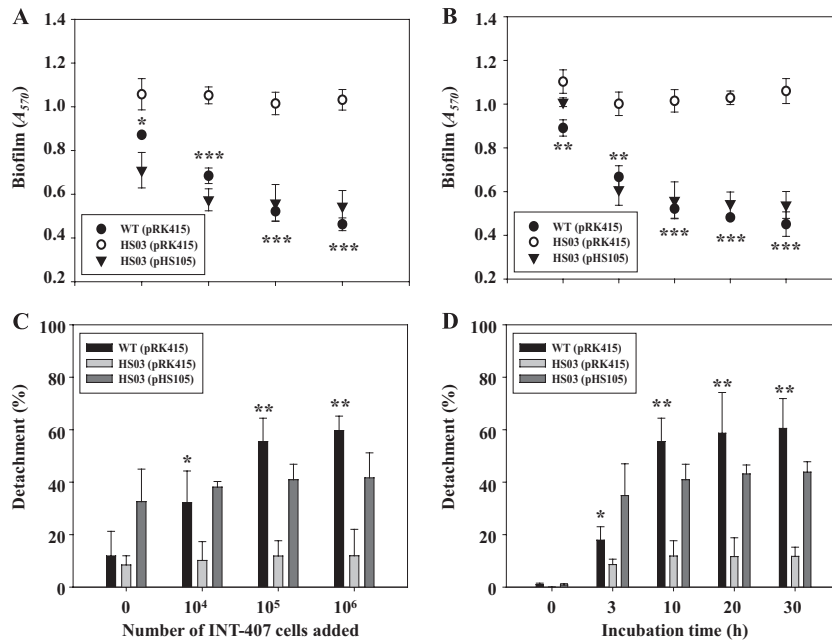 A
1.4
1.2
1.0
0.8
0.6
0.4
0.2
Biofilm (A570)
*
***
***
***
WT (pRK415)
HS03 (pRK415)
HS03 (pHS105)
B
1.4
1.2
1.0
0.8
0.6
0.4
0.2
Biofilm (A570)
**
**
***
***
***
WT (pRK415)
HS03 (pRK415)
HS03 (pHS105)
C
100
80
60
40
20
0
Detachment (%)
WT (pRK415)
HS03 (pRK415)
HS03 (pHS105)
*
**
**
0 10⁴ 10⁵ 10⁶
Number of INT-407 cells added
D
100
80
60
40
20
0
Detachment (%)
WT (pRK415)
HS03 (pRK415)
HS03 (pHS105)
*
**
**
**
0 3 10 20 30
Incubation time (h)